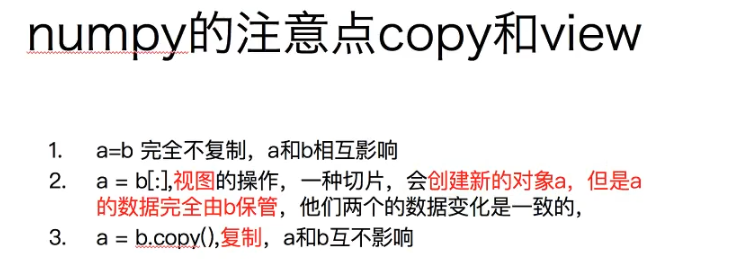 numpy的注意点copy和view
1. a=b 完全不复制，a和b相互影响
2. a = b[:],视图的操作，一种切片，会创建新的对象a，但是a
的数据完全由b保管，他们两个的数据变化是一致的，
3. a = b.copy(),复制，a和b互不影响